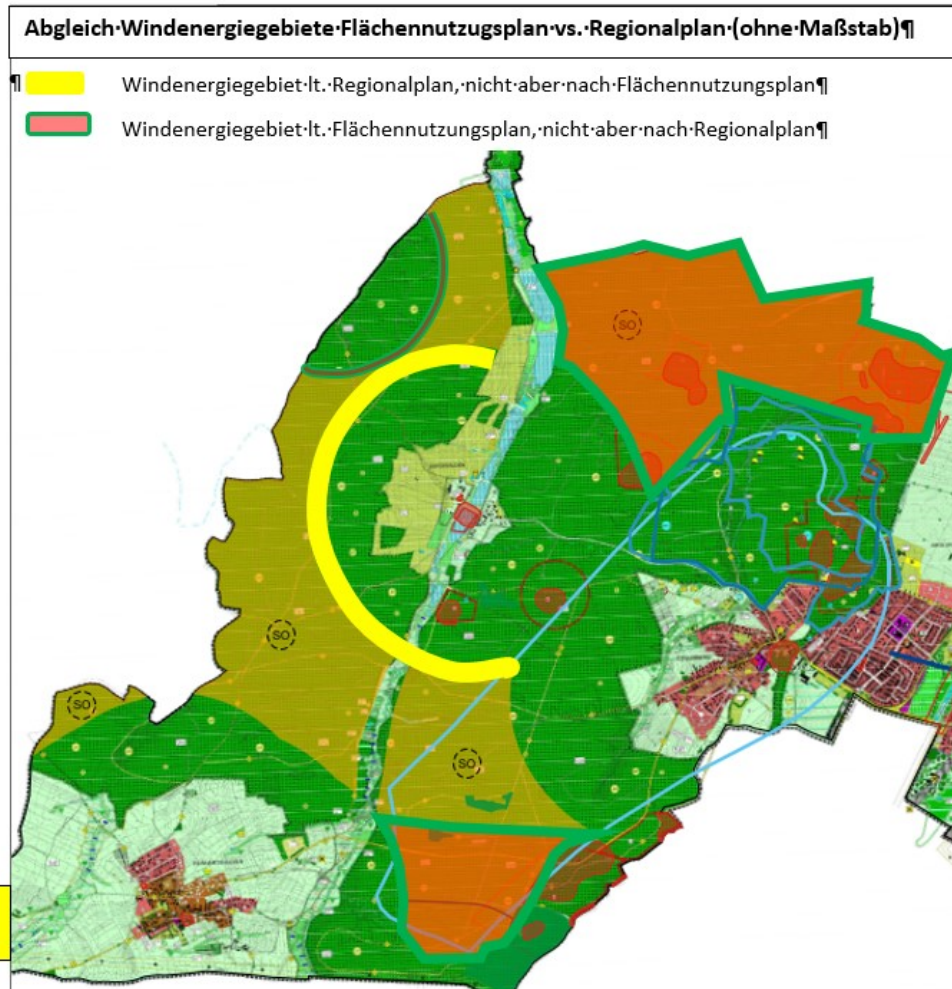 Abgleich·Windenergiegebiete·Flächennutzugsplan·vs.·Regionalplan·(ohne·Maßstab)¶
¶
Windenergiegebiet·lt.·Regionalplan,·nicht·aber·nach·Flächennutzungsplan¶
Windenergiegebiet·lt.·Flächennutzungsplan,·nicht·aber·nach·Regionalplan¶
SO
SO
SO
SO